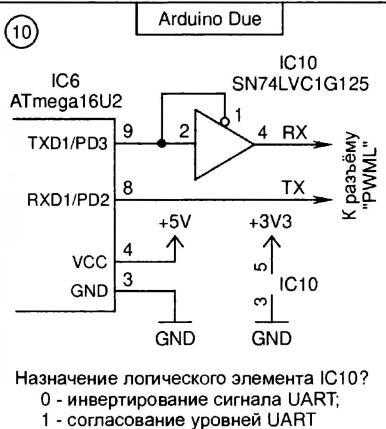 10
Arduino Due
IC6
ATmega16U2
IC10
SN74LVC1G125
TXD1/PD3
9
2
1
4
RX
RXD1/PD2
8
TX
К разъёму
"PWML"
+5V
+3V3
VCC
4
GND
3
5
IC10
3
GND
GND
Назначение логического элемента IC10?
0 - инвертирование сигнала UART;
1 - согласование уровней UART